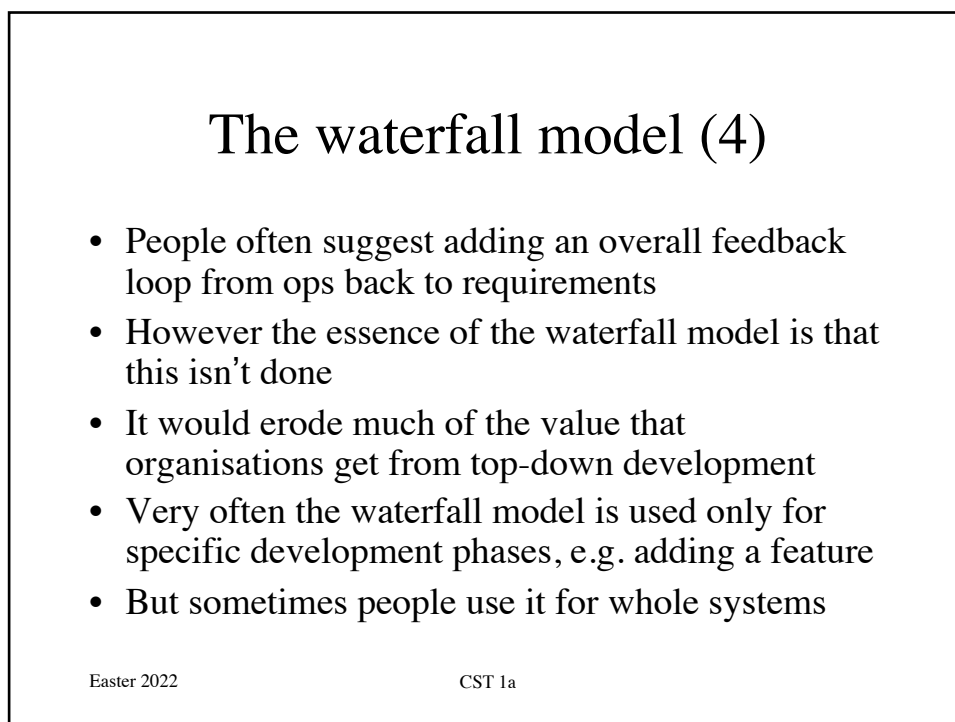 The waterfall model (4)
• People often suggest adding an overall feedback
loop from ops back to requirements
• However the essence of the waterfall model is that
this isn’t done
• It would erode much of the value that
organisations get from top-down development
• Very often the waterfall model is used only for
specific development phases, e.g. adding a feature
• But sometimes people use it for whole systems
Easter 2022
CST 1a